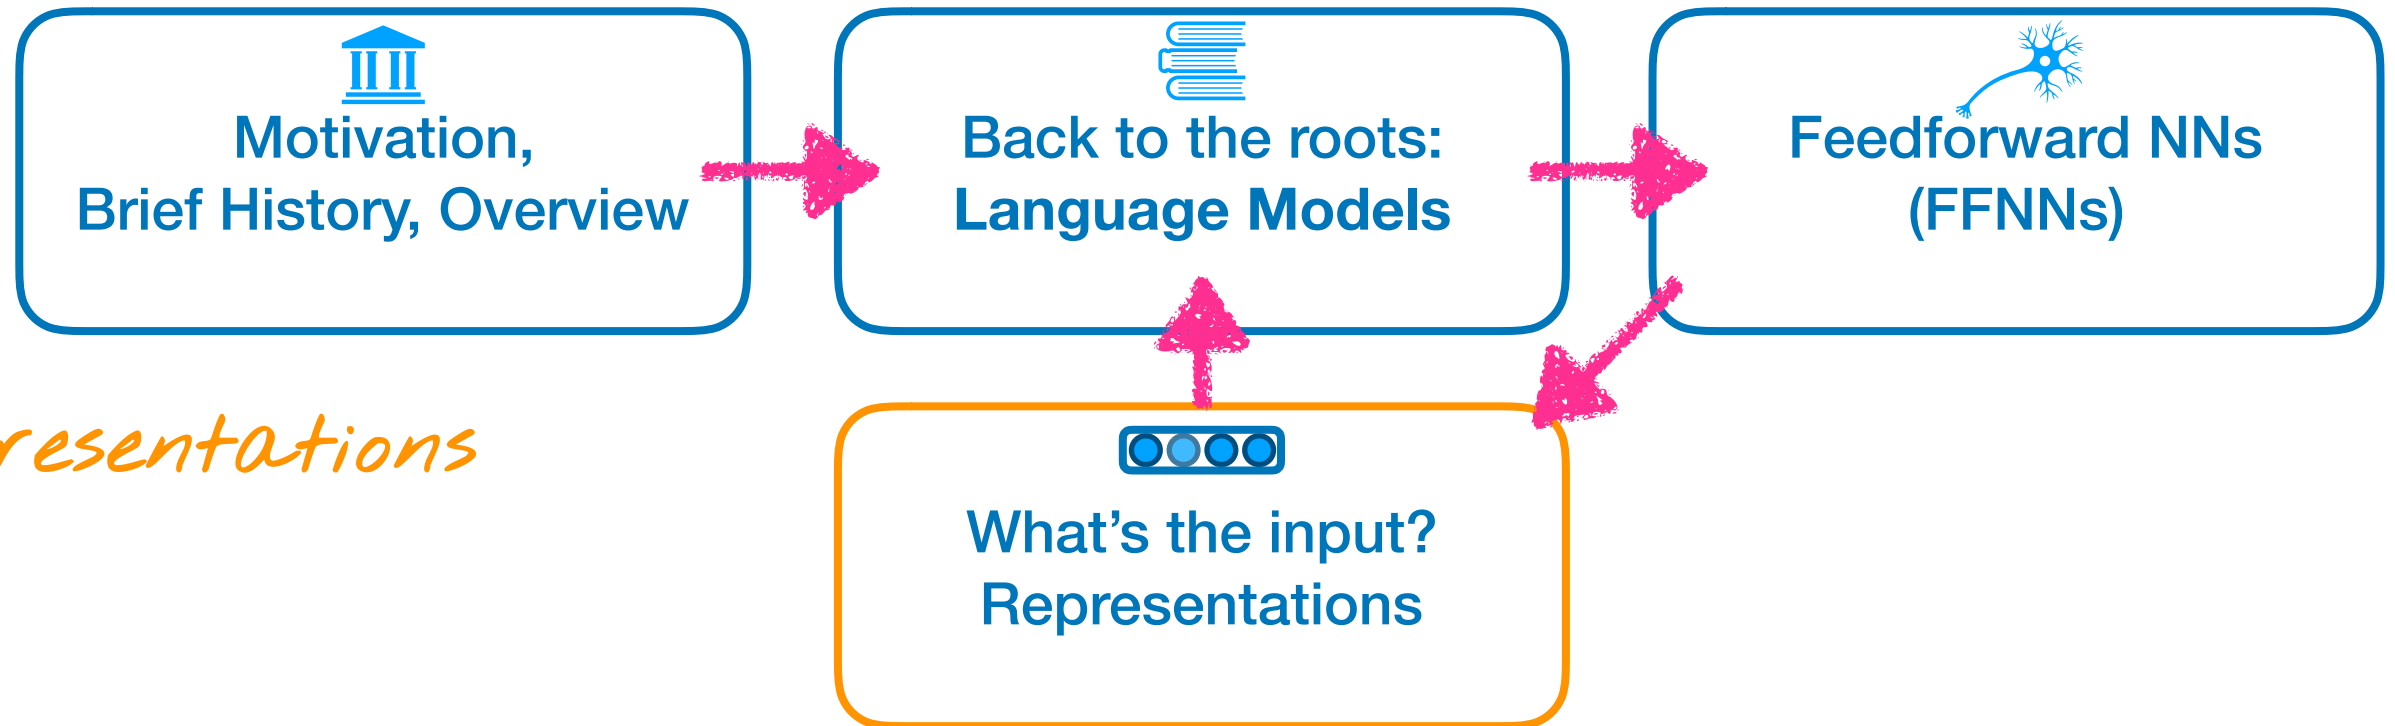 Motivation,
Brief History, Overview
Back to the roots:
Language Models
Feedforward NNs
(FFNNs)
resentations
What's the input?
Representations